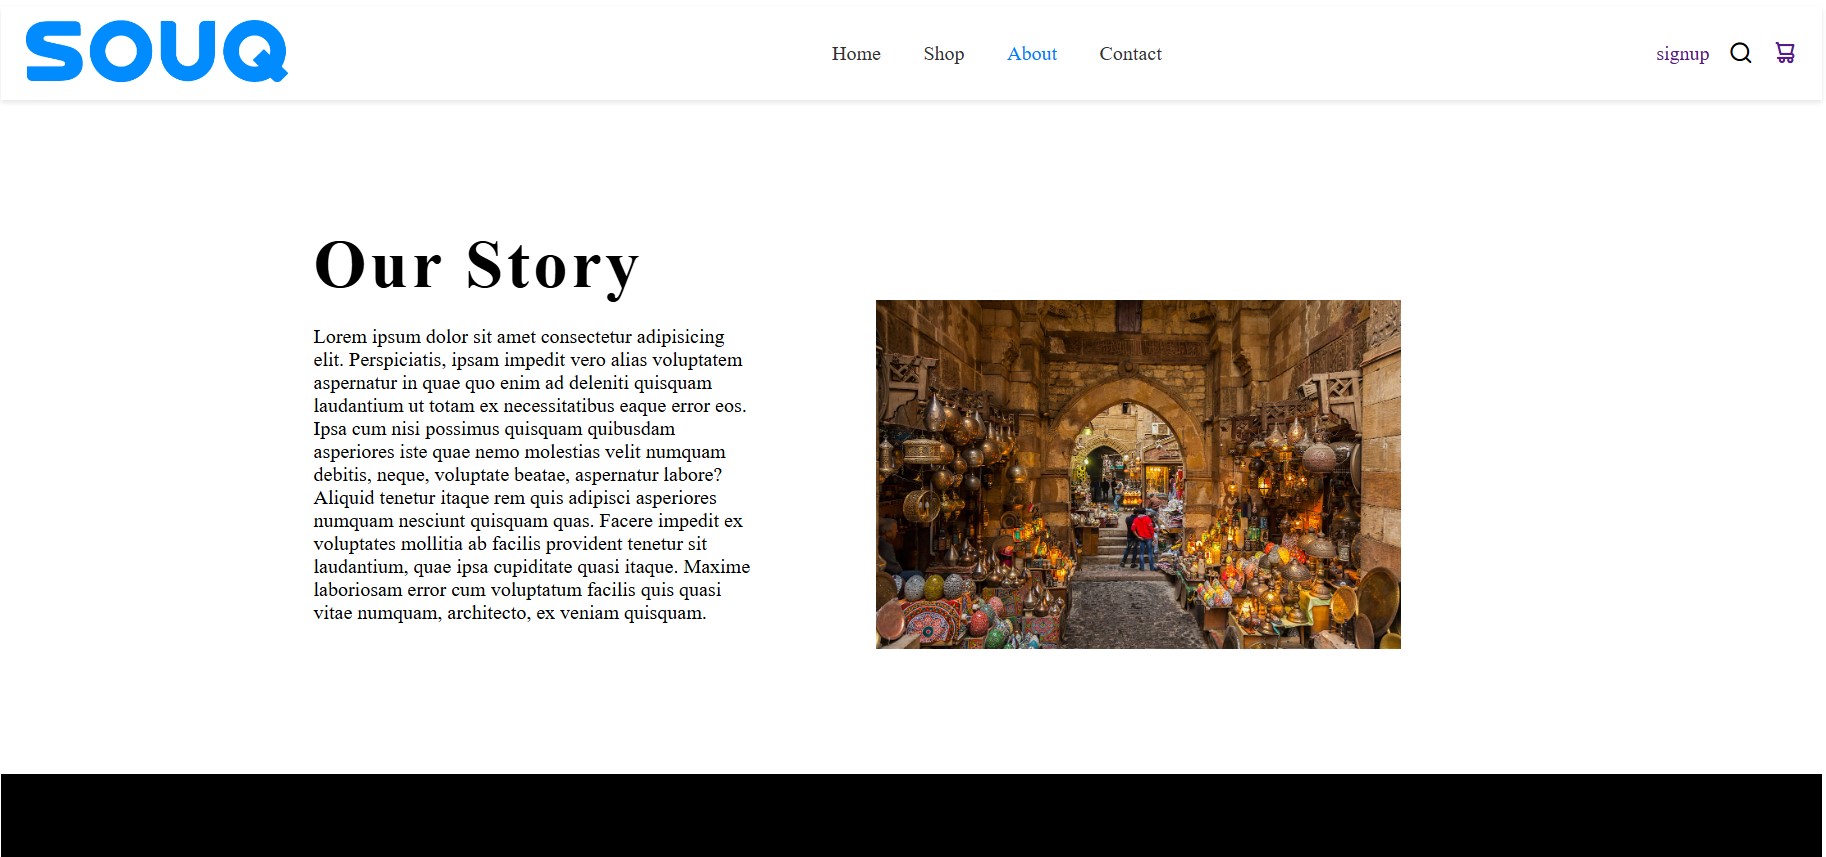 SOUQ
Home Shop About Contact
signup
Our Story
Lorem ipsum dolor sit amet consectetur adipisicing
elit. Perspiciatis, ipsam impedit vero alias voluptatem
aspernatur in quae quo enim ad deleniti quisquam
laudantium ut totam ex necessitatibus eaque error eos.
Ipsa cum nisi possimus quisquam quibusdam
asperiores iste quae nemo molestias velit numquam
debitis, neque, voluptate beatae, aspernatur labore?
Aliquid tenetur itaque rem quis adipisci asperiores
numquam nesciunt quisquam quas. Facere impedit ex
voluptates mollitia ab facilis provident tenetur sit
laudantium, quae ipsa cupiditate quasi itaque. Maxime
laboriosam error cum voluptatum facilis quis quasi
vitae numquam, architecto, ex veniam quisquam.